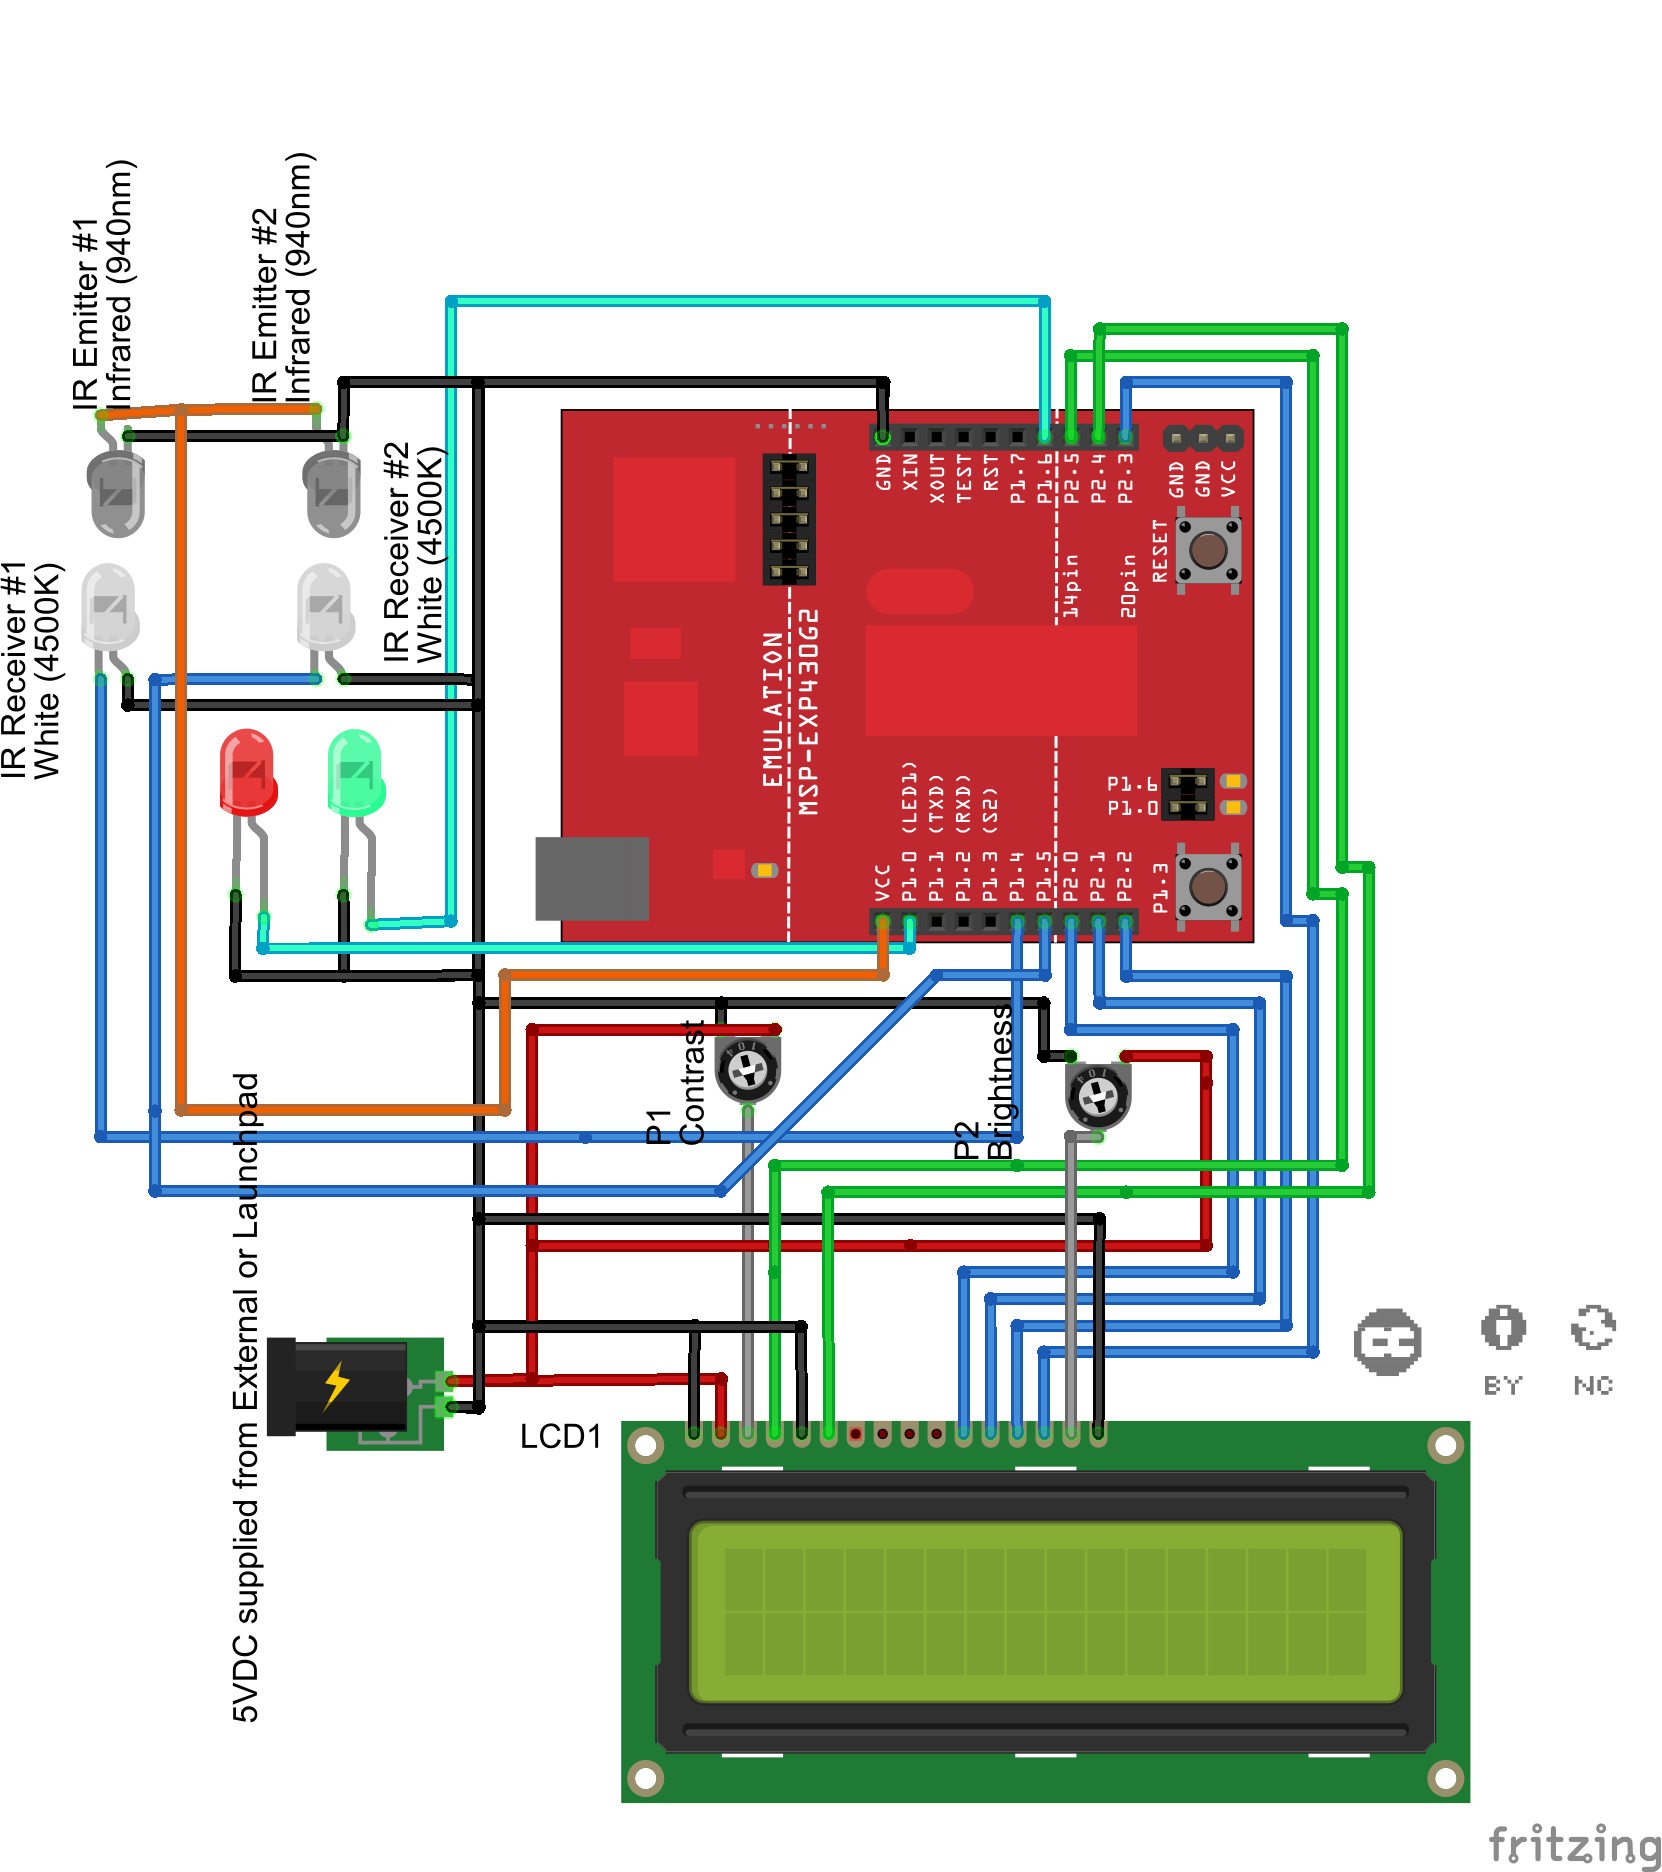 IR Emitter #1
Infrared (940nm)
IR Emitter #2
Infrared (940nm)
IR Receiver #1
White (4500K)
IR Receiver #2
White (4500K)
GND
XIN
XOUT
TEST
RST
P1.7
P1.6
P2.5
P2.4
P2.3
GND
GND
VCC
RESET
14pin
20pin
EMULATION
MSP-EXP430G2
P1.6
P1.0
P1.3
VCC
P1.0 (LED1)
P1.1 (TXD)
P1.2 (RXD)
P1.3 (S2)
P1.4
P1.5
P2.0
P2.1
P2.2
P1
Contrast
104
P2
Brightness
104
5VDC supplied from External or Launchpad
LCD1
BY
NC
fritzing